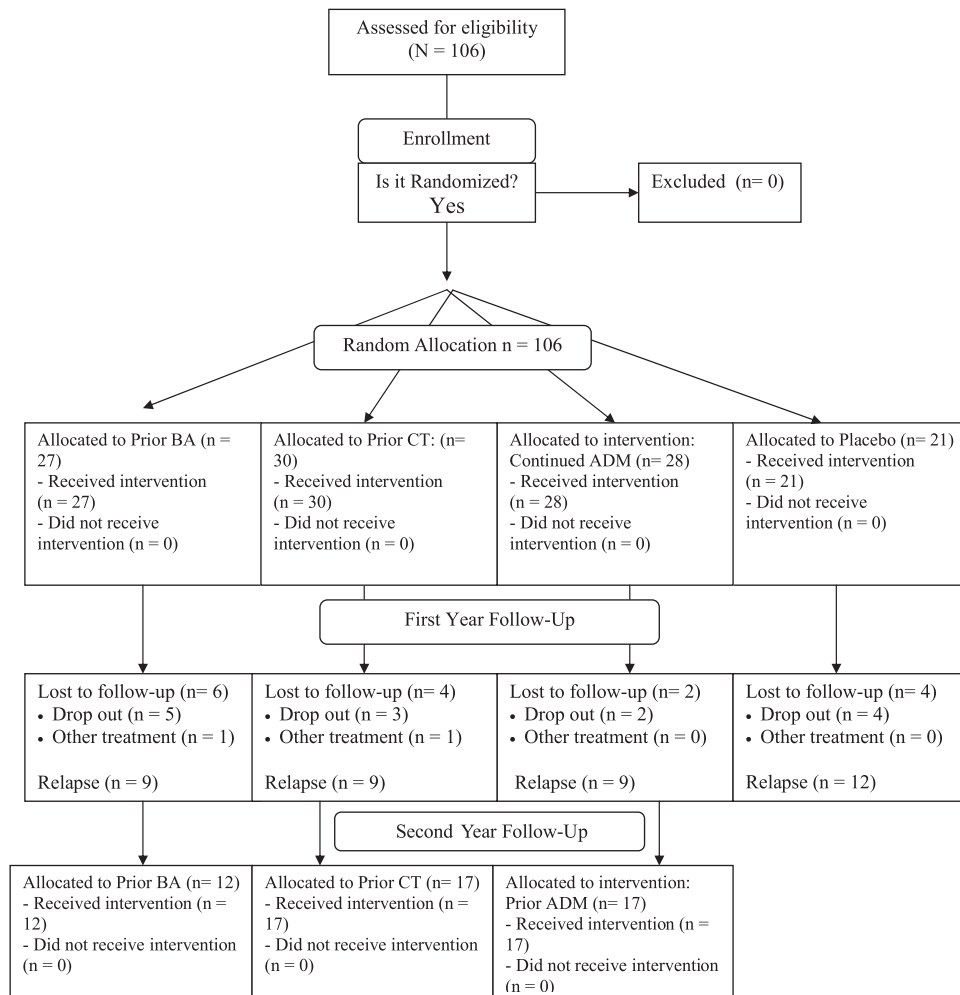 Assessed for eligibility
(N = 106)
Enrollment
Is it Randomized?
Yes
Excluded (n= 0)
Random Allocation n = 106
Allocated to Prior BA (n =
27)
- Received intervention
(n = 27)
- Did not receive
intervention (n = 0)
Allocated to Prior CT: (n=
30)
- Received intervention
(n = 30)
- Did not receive
intervention (n = 0)
Allocated to intervention:
Continued ADM (n= 28)
- Received intervention
(n = 28)
- Did not receive
intervention (n = 0)
Allocated to Placebo (n= 21)
- Received intervention
(n = 21)
- Did not receive
intervention (n = 0)
First Year Follow-Up
Lost to follow-up (n= 6)
• Drop out (n = 5)
• Other treatment (n = 1)
Relapse (n = 9)
Lost to follow-up (n= 4)
• Drop out (n = 3)
• Other treatment (n = 1)
Relapse (n = 9)
Lost to follow-up (n= 2)
• Drop out (n = 2)
• Other treatment (n = 0)
Relapse (n = 9)
Lost to follow-up (n= 4)
• Drop out (n = 4)
• Other treatment (n = 0)
Relapse (n = 12)
Second Year Follow-Up
Allocated to Prior BA (n= 12)
- Received intervention (n =
12)
- Did not receive intervention
(n = 0)
Allocated to Prior CT (n= 17)
- Received intervention (n =
17)
- Did not receive intervention
(n = 0)
Allocated to intervention:
Prior ADM (n= 17)
- Received intervention (n =
17)
- Did not receive intervention
(n = 0)